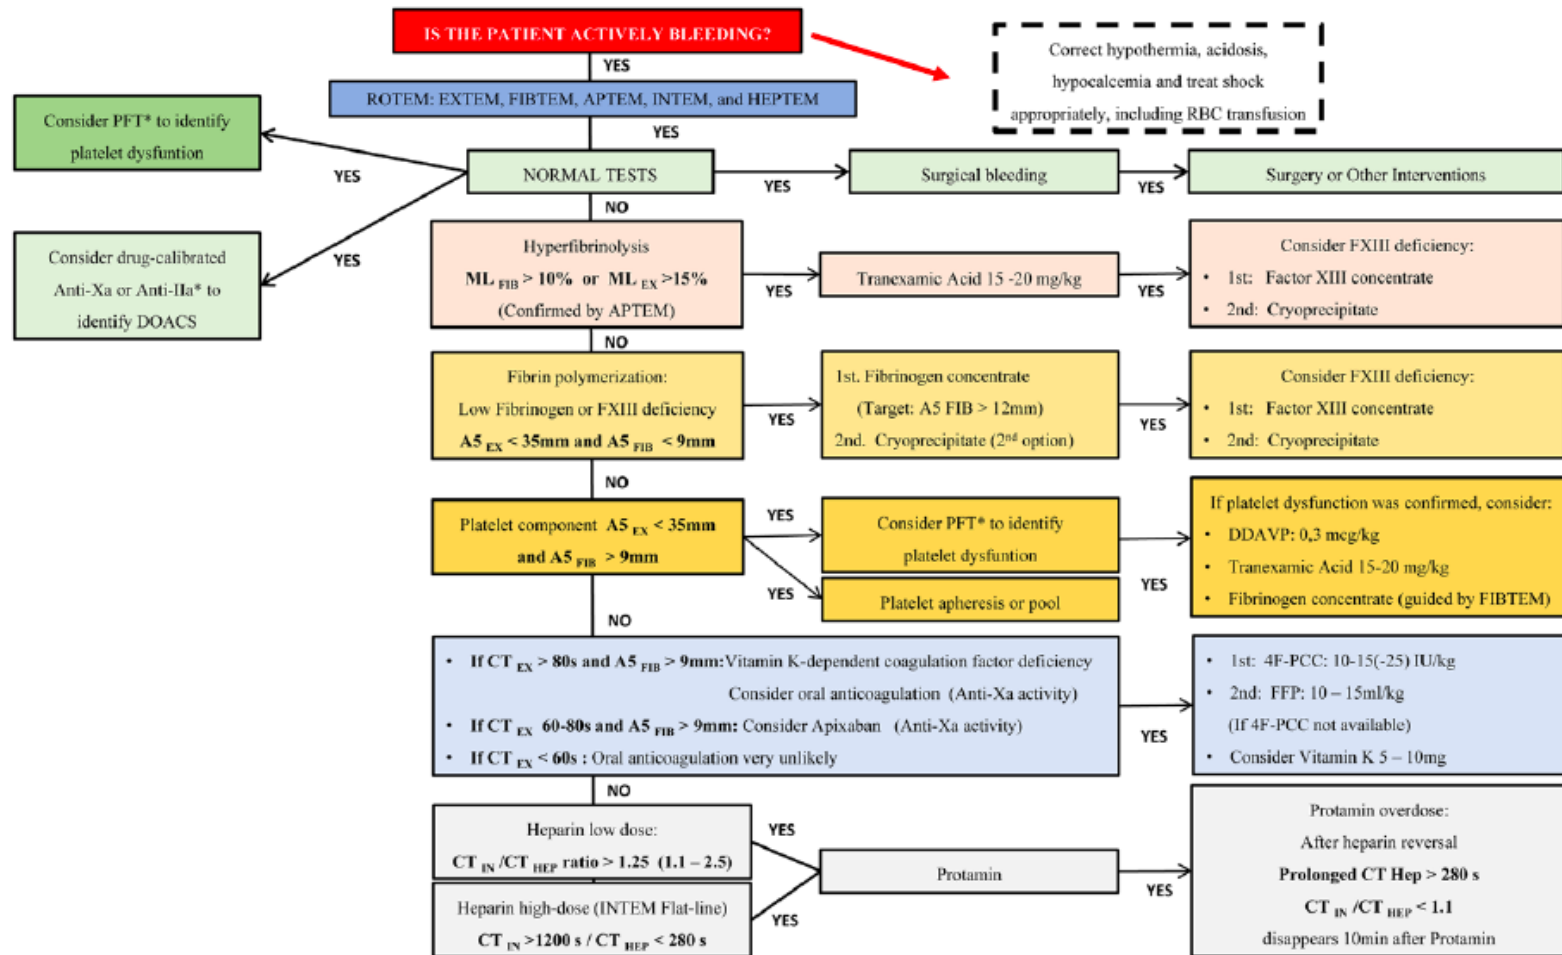 IS THE PATIENT ACTIVELY BLEEDING?
Correct hypothermia, acidosis,
hypocalcemia and treat shock
appropriately, including RBC transfusion
YES
ROTEM: EXTEM, FIBTEM, APTEM, INTEM, and HEPTEM
YES
Consider PFT* to identify
platelet dysfuntion
YES
NORMAL TESTS
YES
Surgical bleeding
YES
Surgery or Other Interventions
Consider drug-calibrated
Anti-Xa or Anti-IIa* to
identify DOACS
YES
NO
Hyperfibrinolysis
ML FIB > 10% or ML EX >15%
(Confirmed by APTEM)
YES
Tranexamic Acid 15 -20 mg/kg
YES
Consider FXIII deficiency:
• 1st: Factor XIII concentrate
• 2nd: Cryoprecipitate
NO
Fibrin polymerization:
Low Fibrinogen or FXIII deficiency
A5 EX < 35mm and A5 FIB < 9mm
YES
1st. Fibrinogen concentrate
(Target: A5 FIB > 12mm)
2nd. Cryoprecipitate (2nd option)
YES
Consider FXIII deficiency:
• 1st: Factor XIII concentrate
• 2nd: Cryoprecipitate
NO
Platelet component A5 EX < 35mm
and A5 FIB > 9mm
YES
Consider PFT* to identify
platelet dysfuntion
YES
Platelet apheresis or pool
YES
If platelet dysfunction was confirmed, consider:
• DDAVP: 0,3 mcg/kg
• Tranexamic Acid 15-20 mg/kg
• Fibrinogen concentrate (guided by FIBTEM)
NO
• If CT EX > 80s and A5 FIB > 9mm:Vitamin K-dependent coagulation factor deficiency
Consider oral anticoagulation (Anti-Xa activity)
• If CT EX 60-80s and A5 FIB > 9mm: Consider Apixaban (Anti-Xa activity)
• If CT EX < 60s : Oral anticoagulation very unlikely
YES
• 1st: 4F-PCC: 10-15(-25) IU/kg
• 2nd: FFP: 10 – 15ml/kg
(If 4F-PCC not available)
• Consider Vitamin K 5 – 10mg
NO
Heparin low dose:
CT IN /CT HEP ratio > 1.25 (1.1 – 2.5)
YES
Heparin high-dose (INTEM Flat-line)
CT IN >1200 s / CT HEP < 280 s
YES
Protamin
YES
Protamin overdose:
After heparin reversal
Prolonged CT Hep > 280 s
CT IN /CT HEP < 1.1
disappears 10min after Protamin